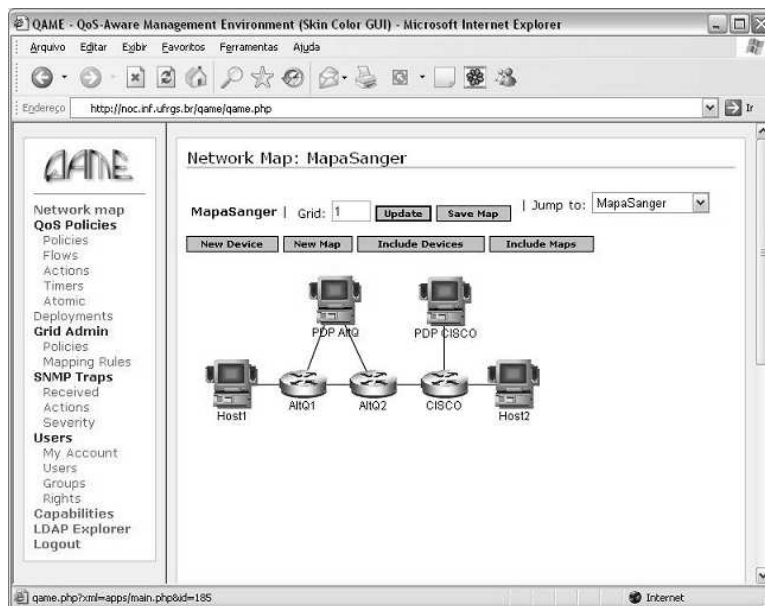 QAME - QoS-Aware Management Environment (Skin Color GUI) - Microsoft Internet Explorer
Arquivo Editar Exibir Favoritos Ferramentas Ajuda
Endereço http://noc.inf.ufrgs.br/qame/qame.php Ir
QAME
Network map
QoS Policies
Policies
Flows
Actions
Timers
Atomic
Deployments
Grid Admin
Policies
Mapping Rules
SNMP Traps
Received
Actions
Severity
Users
My Account
Users
Groups
Rights
Capabilities
LDAP Explorer
Logout
Network Map: MapaSanger
MapaSanger | Grid: 1 Update Save Map | Jump to: MapaSanger
New Device New Map Include Devices Include Maps
PDP AltQ PDP CISCO
Host1 AltQ1 AltQ2 CISCO Host2
qame.php?xml=apps/main.php&id=185 Internet